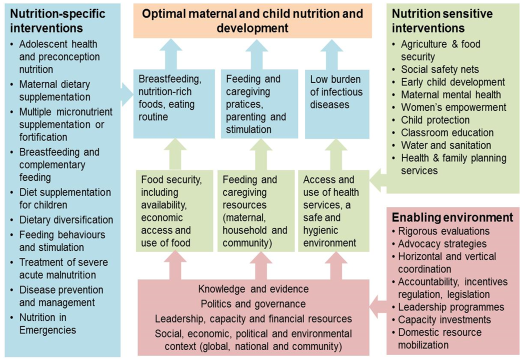 Nutrition-specific
interventions
• Adolescent health
and preconception
nutrition
• Maternal dietary
supplementation
• Multiple micronutrient
supplementation or
fortification
• Breastfeeding and
complementary
feeding
• Diet supplementation
for children
• Dietary diversification
• Feeding behaviours
and stimulation
• Treatment of severe
acute malnutrition
• Disease prevention
and management
• Nutrition in
Emergencies
Optimal maternal and child nutrition and
development
Breastfeeding,
nutrition-rich
foods, eating
routine
Feeding and
caregiving
pratices,
parenting and
stimulation
Low burden
of infectious
diseases
Food security,
including
availability,
economic
access and
use of food
Feeding and
caregiving
resources
(maternal,
household and
community)
Access and
use of health
services, a
safe and
hygienic
environment
Knowledge and evidence
Politics and governance
Leadership, capacity and financial resources
Social, economic, political and environmental
context (global, national and community)
Nutrition sensitive
interventions
• Agriculture & food
security
• Social safety nets
• Early child development
• Maternal mental health
• Women's empowerment
• Child protection
• Classroom education
• Water and sanitation
• Health & family planning
services
Enabling environment
• Rigorous evaluations
• Advocacy strategies
• Horizontal and vertical
coordination
• Accountability, incentives
regulation, legislation
• Leadership programmes
• Capacity investments
• Domestic resource
mobilization